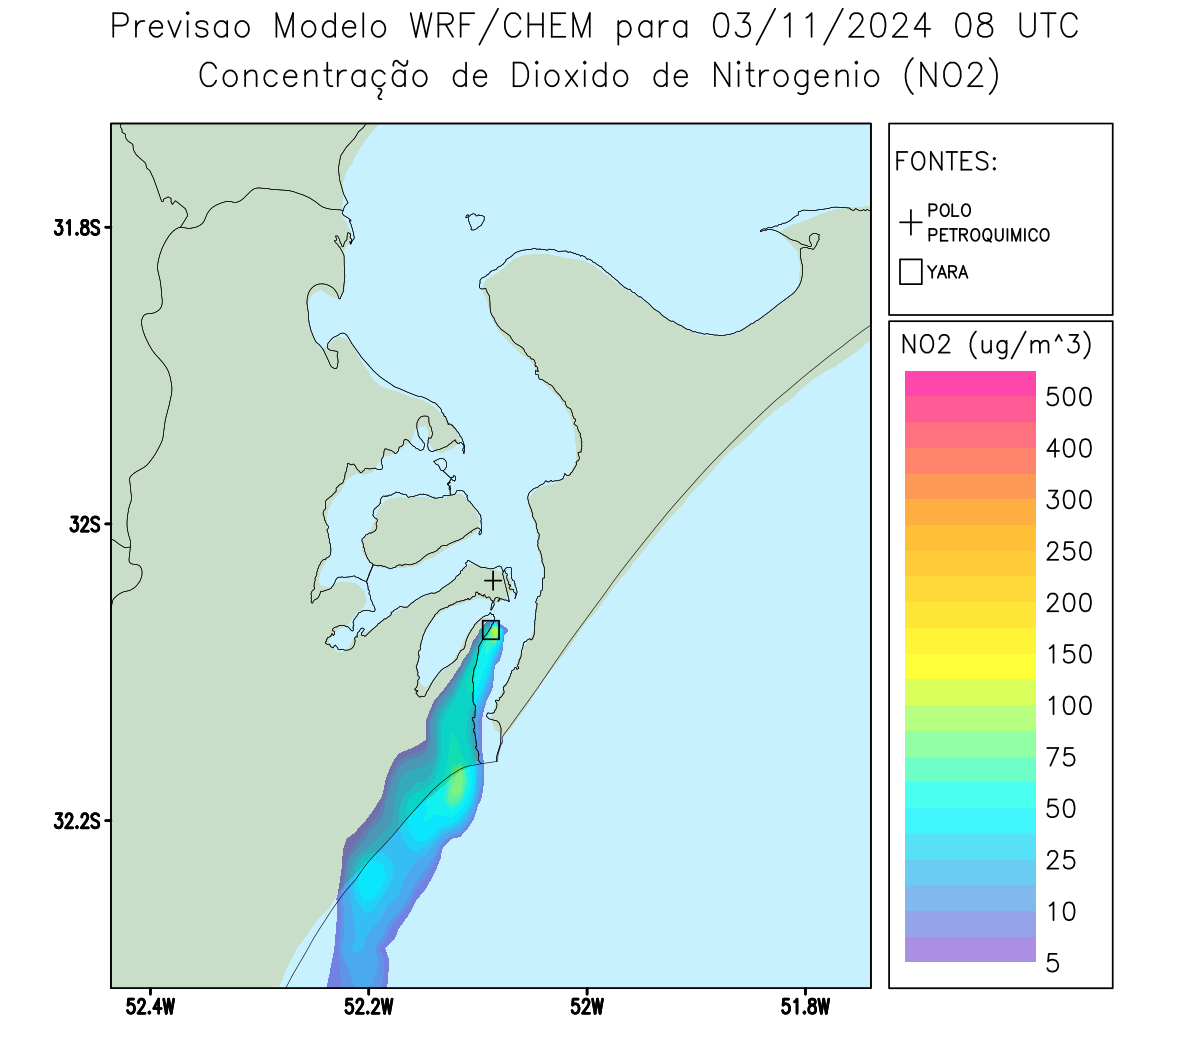 Previsao Modelo WRF/CHEM para 03/11/2024 08 UTC
Concentração de Dioxido de Nitrogenio (NO2)
FONTES:
POLO
PETROQUIMICO
YARA
NO2 (ug/m^3)
500
400
300
250
200
150
100
75
50
25
10
5
31.8S
32S
32.2S
52.4W
52.2W
52W
51.8W